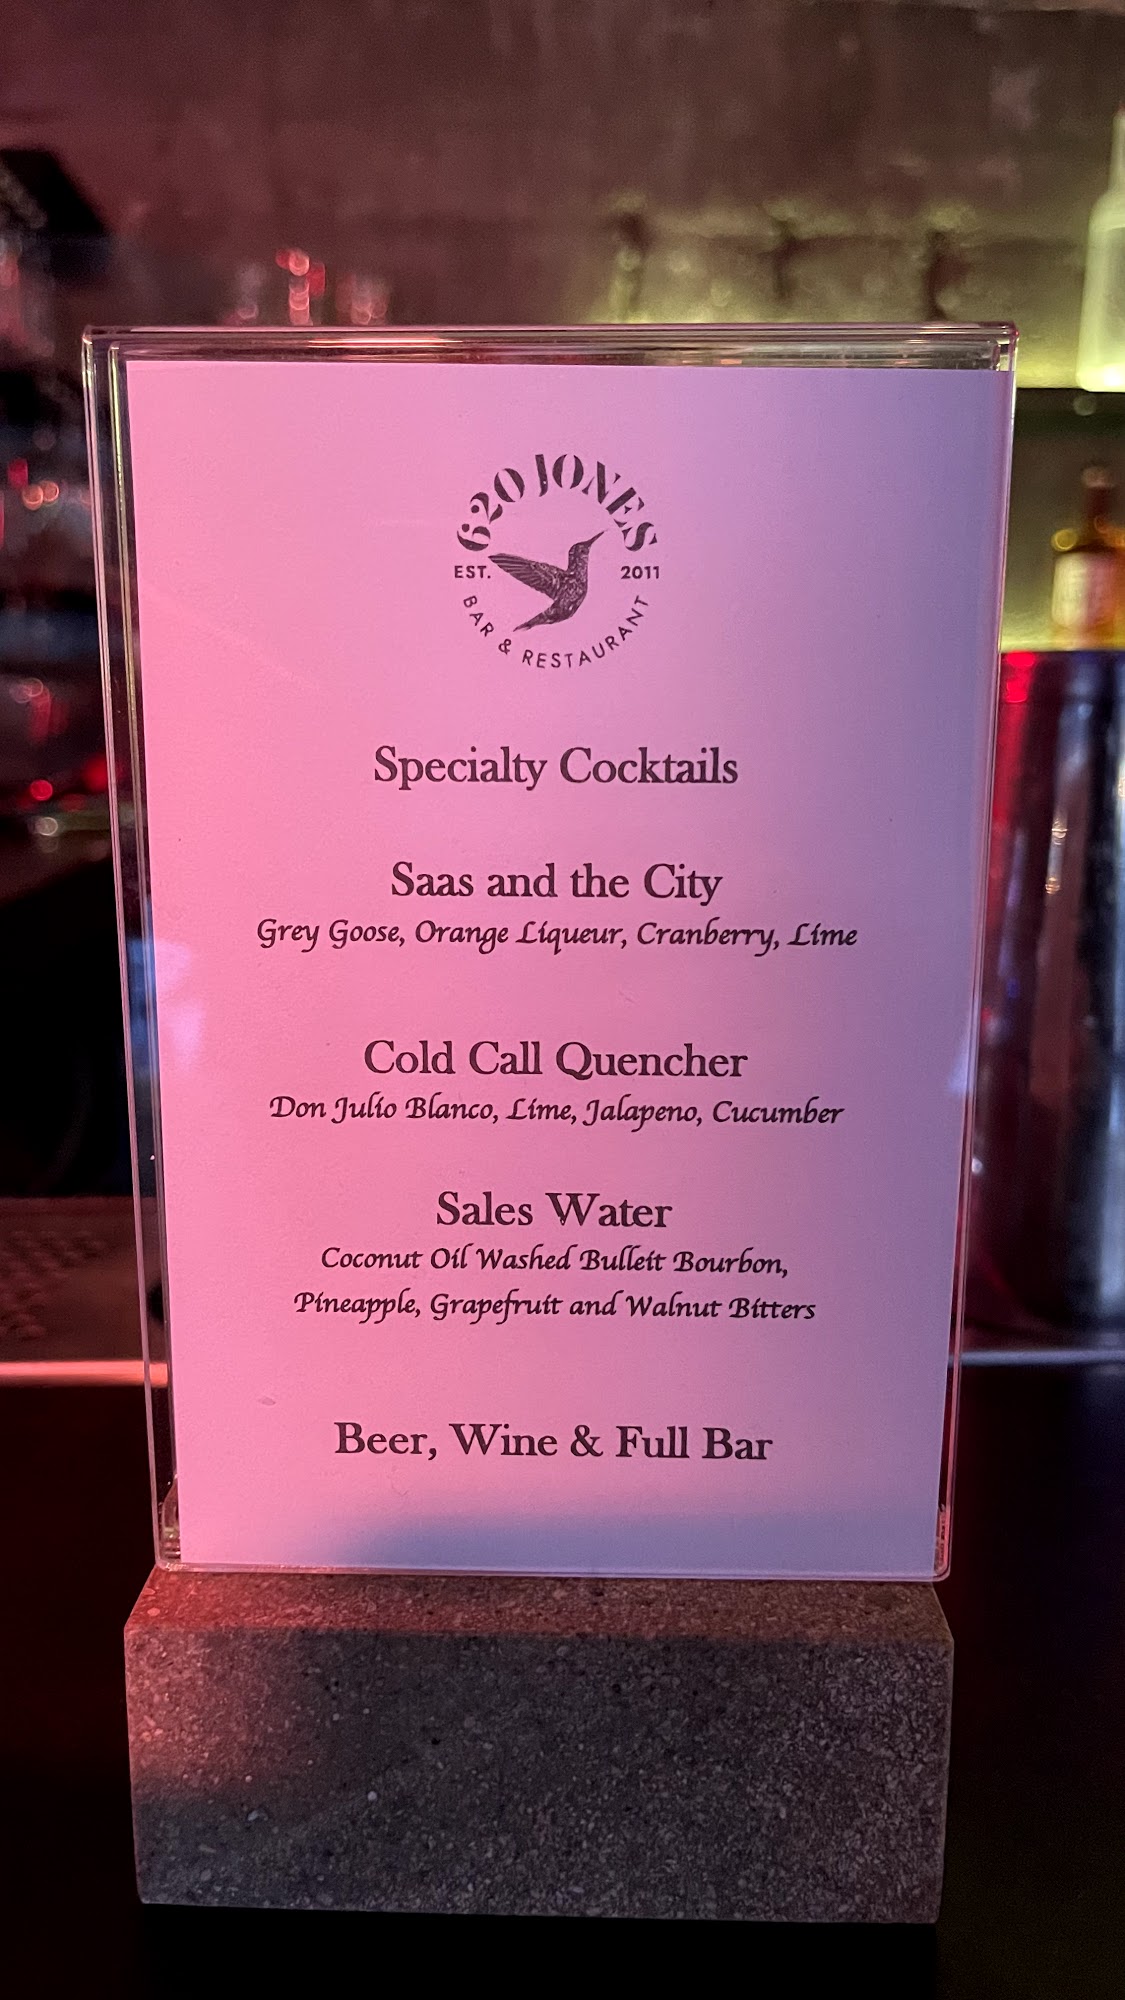 620 JONES
EST. 2011
BAR & RESTAURANT
Specialty Cocktails
Saas and the City
Grey Goose, Orange Liqueur, Cranberry, Lime
Cold Call Quencher
Don Julio Blanco, Lime, Jalapeno, Cucumber
Sales Water
Coconut Oil Washed Bulleit Bourbon,
Pineapple, Grapefruit and Walnut Bitters
Beer, Wine & Full Bar